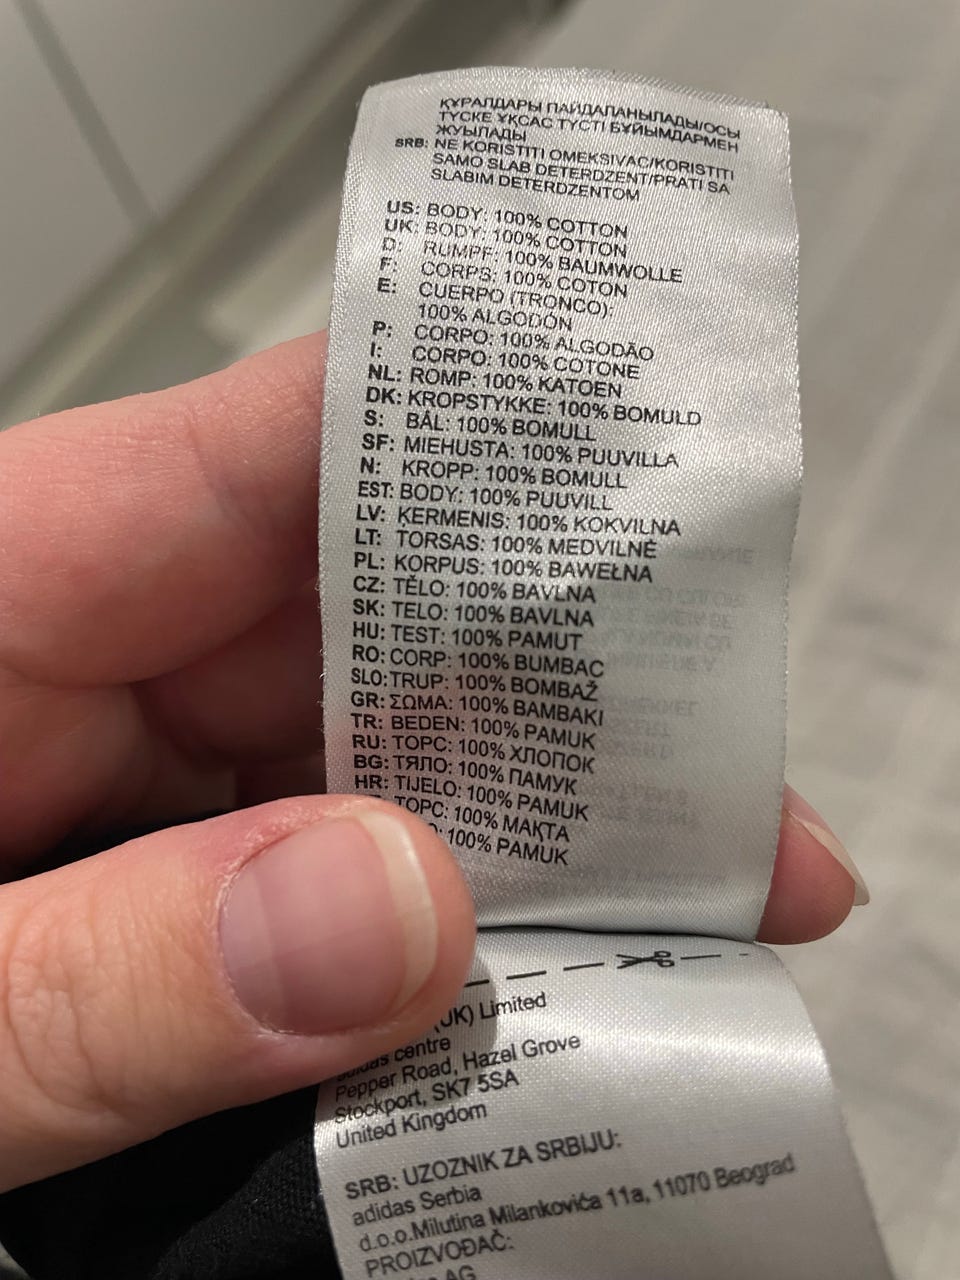 ҚҰРАЛДАРЫ ПАЙДАЛАНЫЛАДЫ/ОСЫ
ТҮСКЕ ҰҚСАС ТҮСТІ БҰЙЫМДАРМЕН
ЖУЫЛАДЫ
SRB: NE KORISTITI OMEKSIVAC/KORISTITI
SAMO SLAB DETERDZENT/PRATI SA
SLABIM DETERDZENTOM
US: BODY: 100% COTTON
UK: BODY: 100% COTTON
D: RUMPF: 100% BAUMWOLLE
F: CORPS: 100% COTON
E: CUERPO (TRONCO):
100% ALGODÓN
P: CORPO: 100% ALGODÃO
I: CORPO: 100% COTONE
NL: ROMP: 100% KATOEN
DK: KROPSTYKKE: 100% BOMULD
S: BÅL: 100% BOMULL
SF: MIEHUSTA: 100% PUUVILLA
N: KROPP: 100% BOMULL
EST: BODY: 100% PUUVILL
LV: ĶERMENIS: 100% KOKVILNA
LT: TORSAS: 100% MEDVILNĖ
PL: KORPUS: 100% BAWEŁNA
CZ: TĚLO: 100% BAVLNA
SK: TELO: 100% BAVLNA
HU: TEST: 100% PAMUT
RO: CORP: 100% BUMBAC
SLO: TRUP: 100% BOMBAŽ
GR: ΣΩΜΑ: 100% ΒΑΜΒΑΚΙ
TR: BEDEN: 100% PAMUK
RU: ТОРС: 100% ХЛОПОК
BG: ТЯЛО: 100% ПАМУК
HR: TIJELO: 100% PAMUK
ТОРС: 100% МАҚТА
100% PAMUK
(UK) Limited
adidas centre
Pepper Road, Hazel Grove
Stockport, SK7 5SA
United Kingdom
SRB: UZOZNIK ZA SRBIJU:
adidas Serbia
d.o.o.Milutina Milankovića 11a, 11070 Beograd
PROIZVOĐAČ:
AG